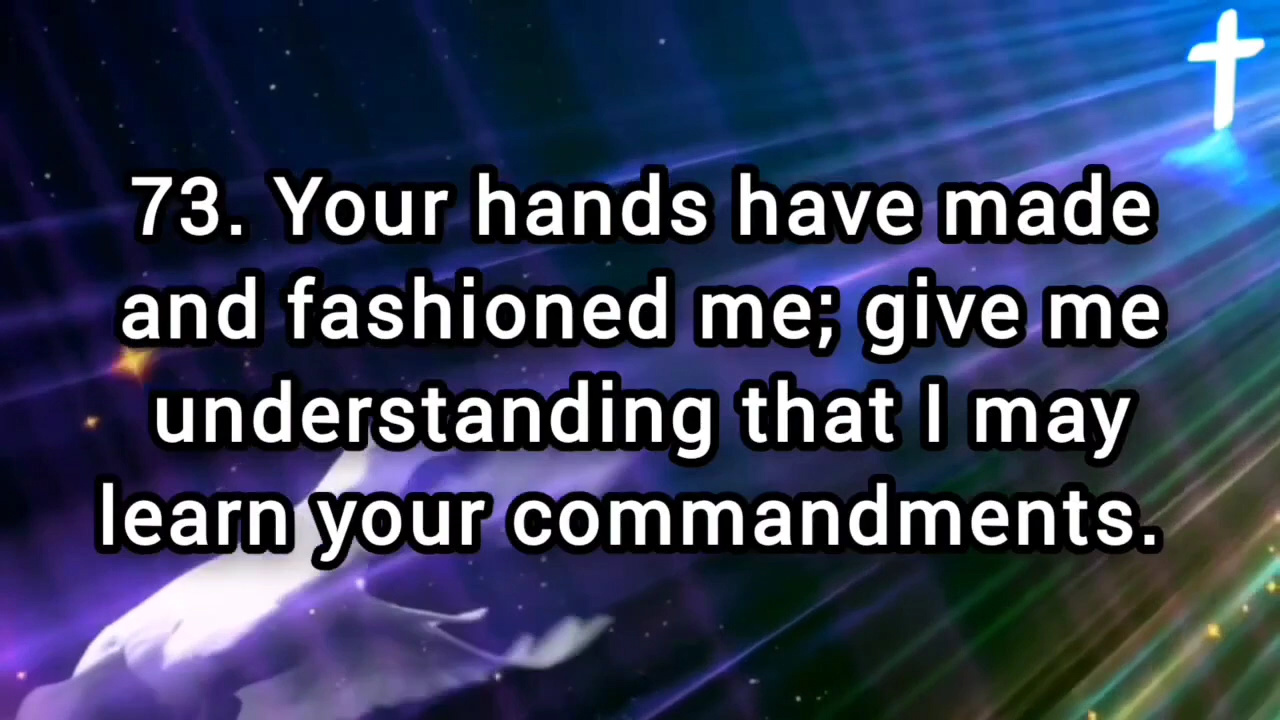 73. Your hands have made
and fashioned me; give me
understanding that I may
learn your commandments.